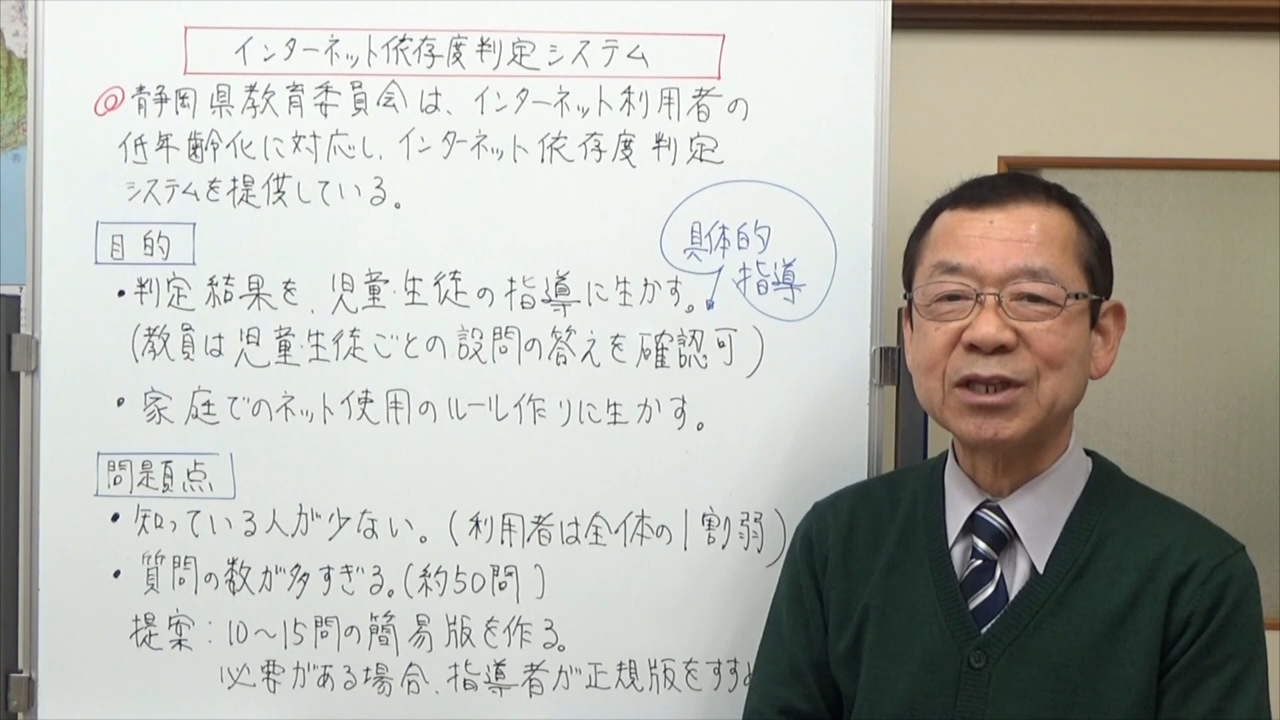 インターネット依存度判定システム
◎静岡県教育委員会は、インターネット利用者の
低年齢化に対応し、インターネット依存度判定
システムを提供している。
目的
・判定結果を、児童・生徒の指導に生かす。
具体的
指導
(教員は児童・生徒ごとの設問の答えを確認可)
・家庭でのネット使用のルール作りに生かす。
問題点
・知っている人が少ない。(利用者は全体の1割弱)
・質問の数が多すぎる。(約50問)
提案:10~15問の簡易版を作る。
必要がある場合、指導者が正規版をすすめ